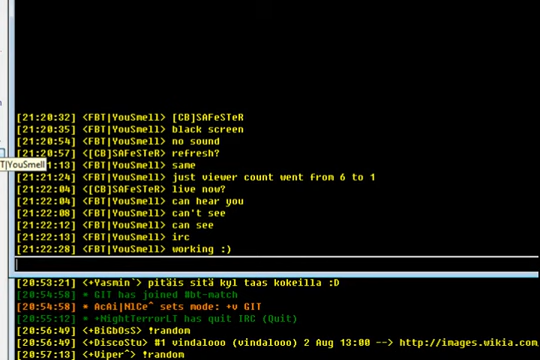 [21:20:32] <FBT|YouSmell> [CB]SAFeSTeR
[21:20:35] <FBT|YouSmell> black screen
[21:20:54] <FBT|YouSmell> no sound
[21:20:57] <FBT|YouSmell> refresh?
T|YouSmell :13] <FBT|YouSmell> same
[21:21:24] <FBT|YouSmell> just viewer count went from 6 to 1
[21:22:04] <[CB]SAFeSTeR> live now?
[21:22:04] <FBT|YouSmell> can hear you
[21:22:08] <FBT|YouSmell> can't see
[21:22:12] <FBT|YouSmell> can see
[21:22:13] <FBT|YouSmell> irc
[21:22:28] <FBT|YouSmell> working :)
[20:53:21] <+Yasmin`> pitäis sitä kyl taas kokeilla :D
[20:54:58] * GIT has joined #bt-match
[20:54:58] * AcAi|NlCe^ sets mode: +v GIT
[20:55:12] * +NightTerrorLT has quit IRC (Quit)
[20:56:49] <+BiGbOsS> !random
[20:56:49] <+DiscoStu> #1 vindalooo (vindalooo) 2 Aug 13:00 --> http://images.wikia.com
[20:57:13] <+Viper^> !random